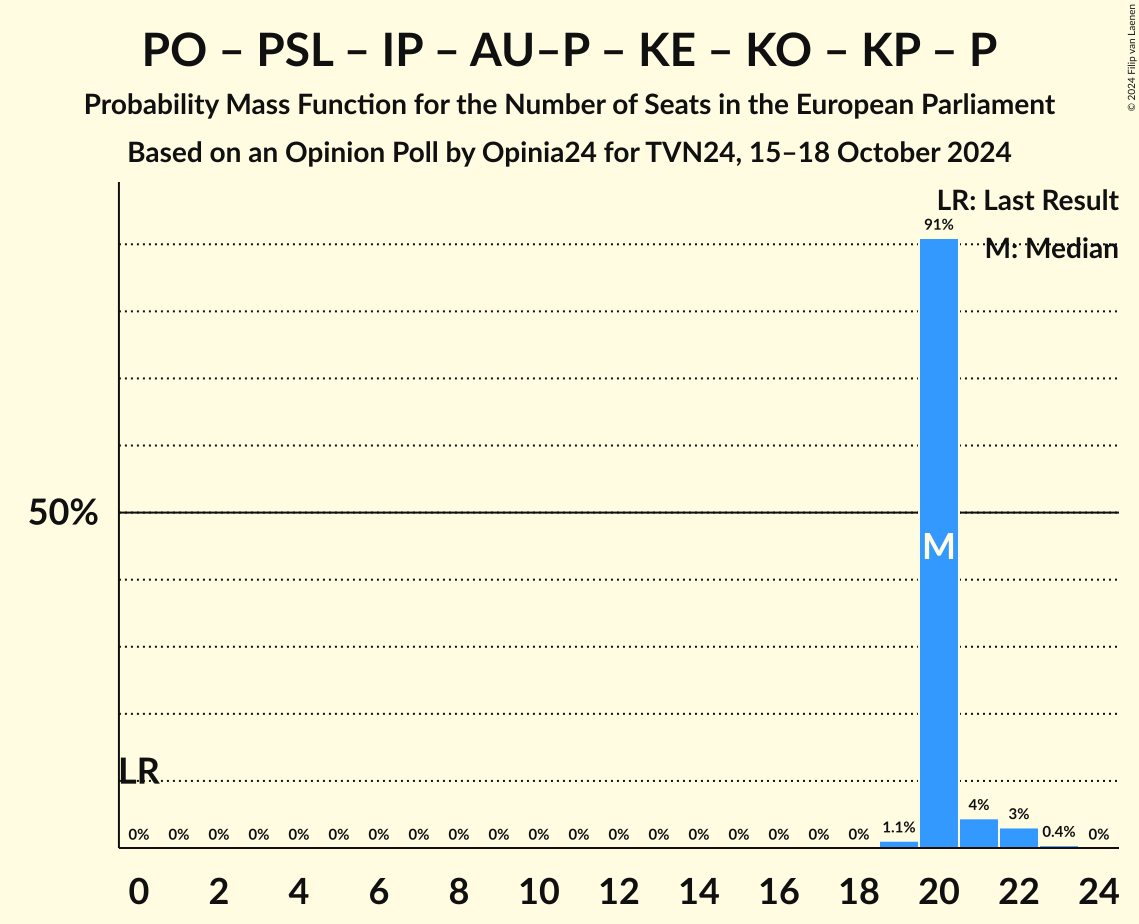 PO – PSL – IP – AU–P – KE – KO – KP – P
Probability Mass Function for the Number of Seats in the European Parliament
Based on an Opinion Poll by Opinia24 for TVN24, 15–18 October 2024
© 2024 Filip van Laenen
LR: Last Result
M: Median
91%
50%
M
LR
0% 0% 0% 0% 0% 0% 0% 0% 0% 0% 0% 0% 0% 0% 0% 0% 0% 0% 0% 1.1% 4% 3% 0.4% 0%
0 2 4 6 8 10 12 14 16 18 20 22 24